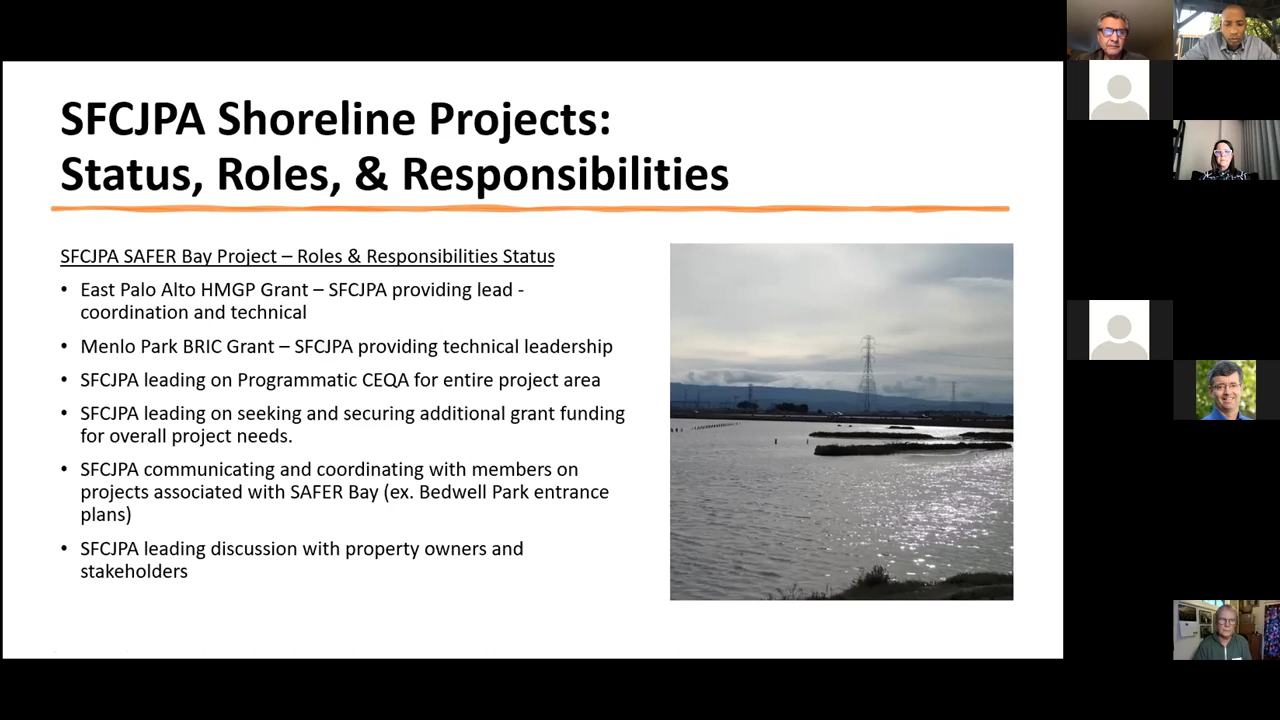 SFCJPA Shoreline Projects:
Status, Roles, & Responsibilities
SFCJPA SAFER Bay Project – Roles & Responsibilities Status
• East Palo Alto HMGP Grant – SFCJPA providing lead -
coordination and technical
• Menlo Park BRIC Grant – SFCJPA providing technical leadership
• SFCJPA leading on Programmatic CEQA for entire project area
• SFCJPA leading on seeking and securing additional grant funding
for overall project needs.
• SFCJPA communicating and coordinating with members on
projects associated with SAFER Bay (ex. Bedwell Park entrance
plans)
• SFCJPA leading discussion with property owners and
stakeholders